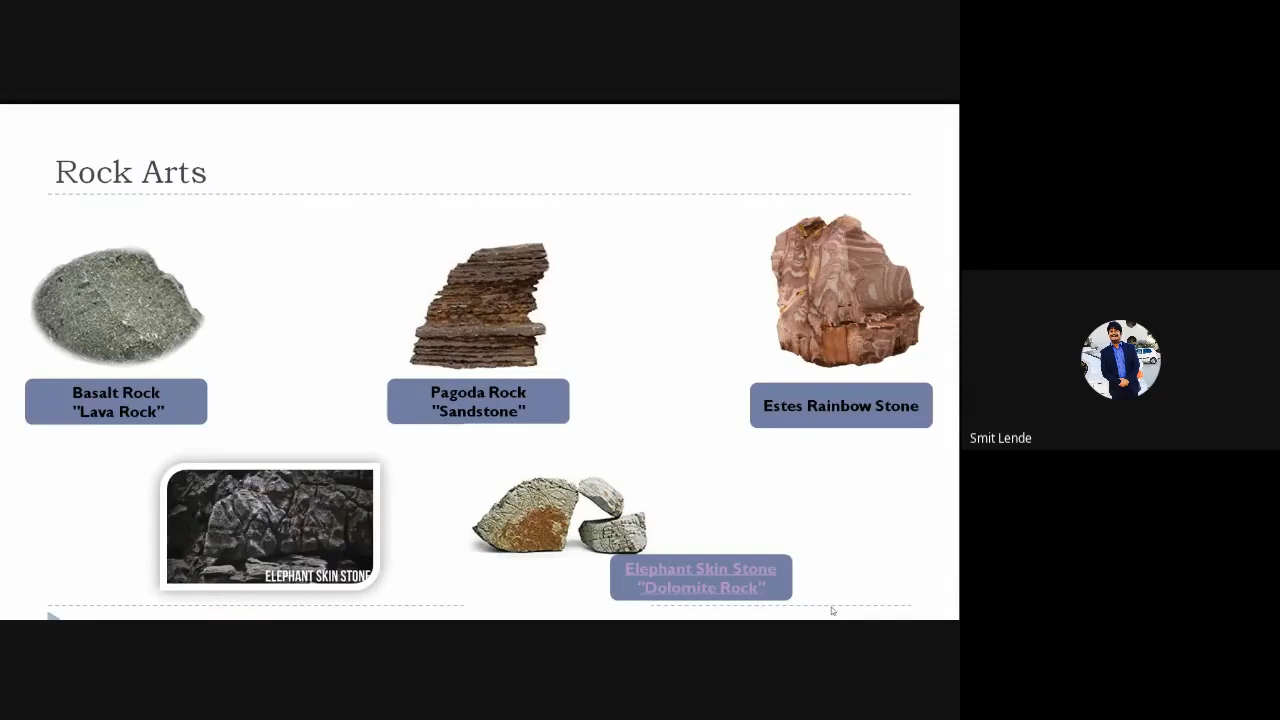 Rock Arts
Basalt Rock
"Lava Rock"
Pagoda Rock
"Sandstone"
Estes Rainbow Stone
ELEPHANT SKIN STONE
Elephant Skin Stone
"Dolomite Rock"
Smit Lende